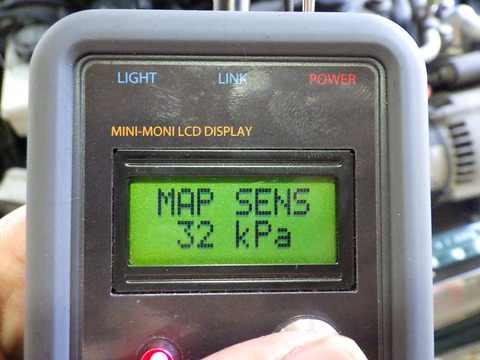 LIGHT LINK POWER
MINI-MONI LCD DISPLAY
MAP SENS
32 kPa